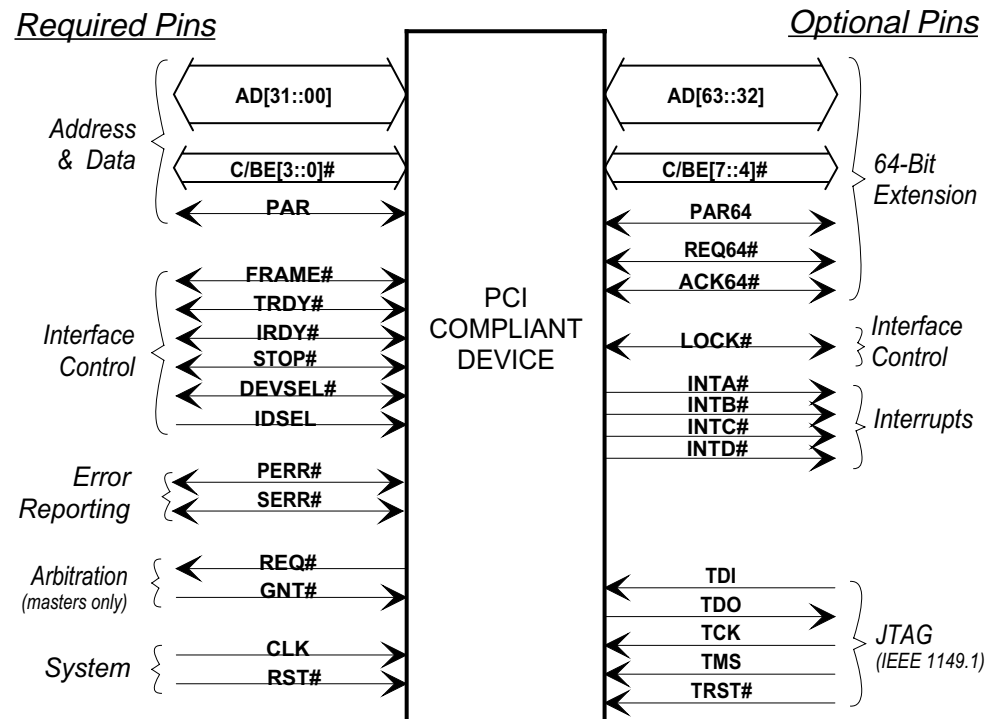 Required Pins
Optional Pins
Address
& Data
AD[31::00]
C/BE[3::0]#
PAR
Interface
Control
FRAME#
TRDY#
IRDY#
STOP#
DEVSEL#
IDSEL
Error
Reporting
PERR#
SERR#
Arbitration
(masters only)
REQ#
GNT#
System
CLK
RST#
PCI
COMPLIANT
DEVICE
AD[63::32]
C/BE[7::4]#
PAR64
REQ64#
ACK64#
64-Bit
Extension
LOCK#
Interface
Control
INTA#
INTB#
INTC#
INTD#
Interrupts
TDI
TDO
TCK
TMS
TRST#
JTAG
(IEEE 1149.1)